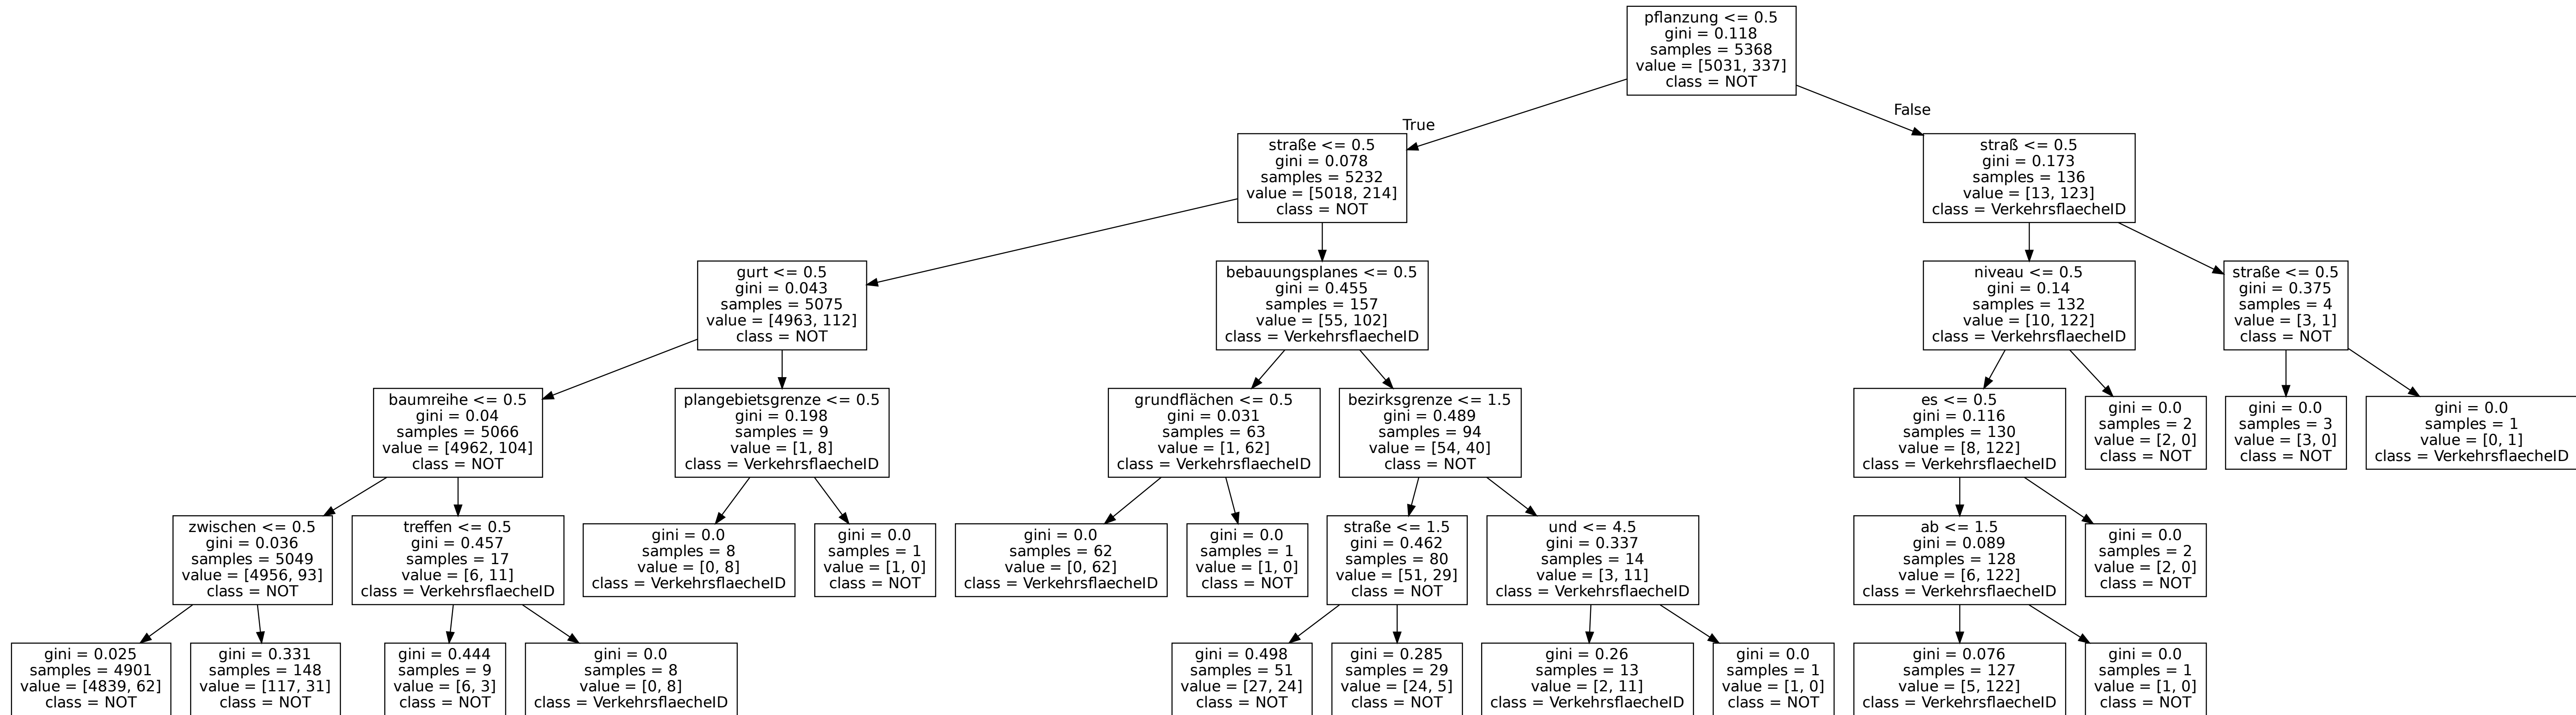 pflanzung <= 0.5
gini = 0.118
samples = 5368
value = [5031, 337]
class = NOT
True
False
straße <= 0.5
gini = 0.078
samples = 5232
value = [5018, 214]
class = NOT
straß <= 0.5
gini = 0.173
samples = 136
value = [13, 123]
class = VerkehrsflaecheID
gurt <= 0.5
gini = 0.043
samples = 5075
value = [4963, 112]
class = NOT
bebauungsplanes <= 0.5
gini = 0.455
samples = 157
value = [55, 102]
class = VerkehrsflaecheID
niveau <= 0.5
gini = 0.14
samples = 132
value = [10, 122]
class = VerkehrsflaecheID
straße <= 0.5
gini = 0.375
samples = 4
value = [3, 1]
class = NOT
baumreihe <= 0.5
gini = 0.04
samples = 5066
value = [4962, 104]
class = NOT
plangebietsgrenze <= 0.5
gini = 0.198
samples = 9
value = [1, 8]
class = VerkehrsflaecheID
grundflächen <= 0.5
gini = 0.031
samples = 63
value = [1, 62]
class = VerkehrsflaecheID
bezirksgrenze <= 1.5
gini = 0.489
samples = 94
value = [54, 40]
class = NOT
es <= 0.5
gini = 0.116
samples = 130
value = [8, 122]
class = VerkehrsflaecheID
gini = 0.0
samples = 2
value = [2, 0]
class = NOT
gini = 0.0
samples = 3
value = [3, 0]
class = NOT
gini = 0.0
samples = 1
value = [0, 1]
class = VerkehrsflaecheID
zwischen <= 0.5
gini = 0.036
samples = 5049
value = [4956, 93]
class = NOT
treffen <= 0.5
gini = 0.457
samples = 17
value = [6, 11]
class = VerkehrsflaecheID
gini = 0.0
samples = 8
value = [0, 8]
class = VerkehrsflaecheID
gini = 0.0
samples = 1
value = [1, 0]
class = NOT
gini = 0.0
samples = 62
value = [0, 62]
class = VerkehrsflaecheID
gini = 0.0
samples = 1
value = [1, 0]
class = NOT
straße <= 1.5
gini = 0.462
samples = 80
value = [51, 29]
class = NOT
und <= 4.5
gini = 0.337
samples = 14
value = [3, 11]
class = VerkehrsflaecheID
ab <= 1.5
gini = 0.089
samples = 128
value = [6, 122]
class = VerkehrsflaecheID
gini = 0.0
samples = 2
value = [2, 0]
class = NOT
gini = 0.025
samples = 4901
value = [4839, 62]
class = NOT
gini = 0.331
samples = 148
value = [117, 31]
class = NOT
gini = 0.444
samples = 9
value = [6, 3]
class = NOT
gini = 0.0
samples = 8
value = [0, 8]
class = VerkehrsflaecheID
gini = 0.498
samples = 51
value = [27, 24]
class = NOT
gini = 0.285
samples = 29
value = [24, 5]
class = NOT
gini = 0.26
samples = 13
value = [2, 11]
class = VerkehrsflaecheID
gini = 0.0
samples = 1
value = [1, 0]
class = NOT
gini = 0.076
samples = 127
value = [5, 122]
class = VerkehrsflaecheID
gini = 0.0
samples = 1
value = [1, 0]
class = NOT